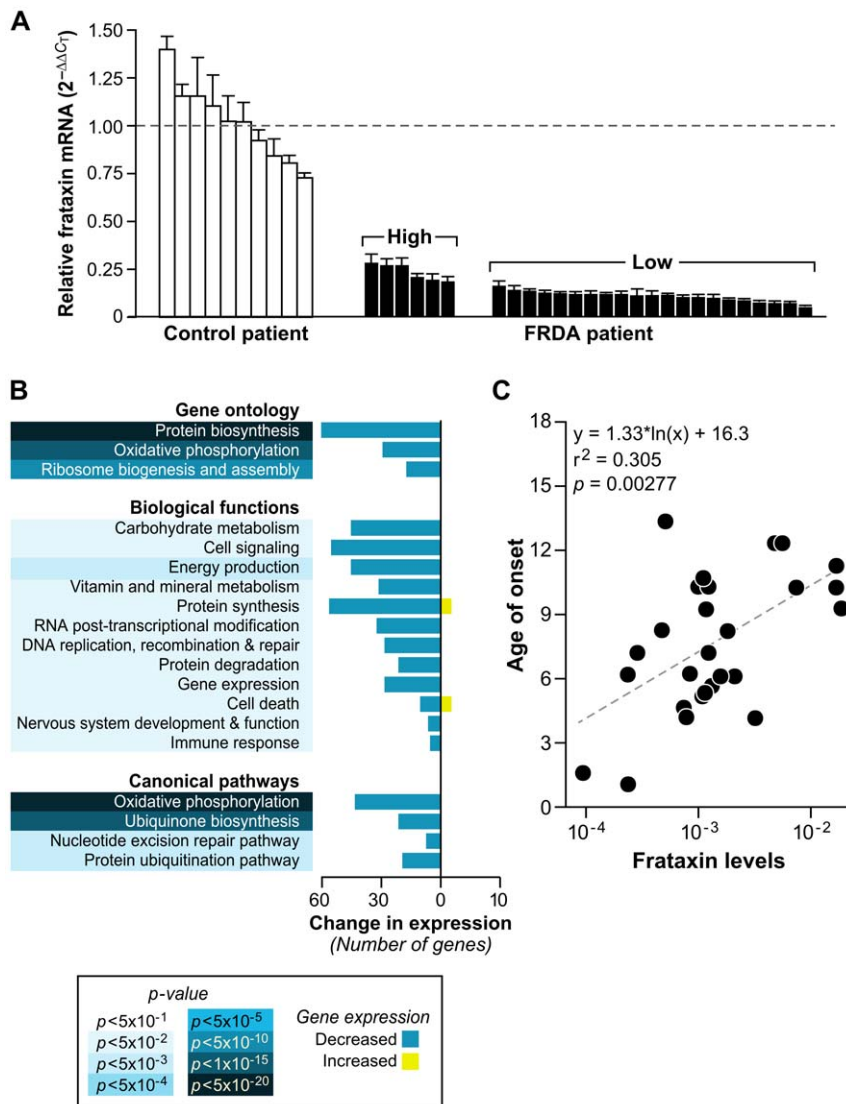 A
Relative frataxin mRNA (2^−ΔΔCT)
1.50
1.25
1.00
0.75
0.50
0.25
0
High
Low
Control patient
FRDA patient
B
Gene ontology
Protein biosynthesis
Oxidative phosphorylation
Ribosome biogenesis and assembly
Biological functions
Carbohydrate metabolism
Cell signaling
Energy production
Vitamin and mineral metabolism
Protein synthesis
RNA post-transcriptional modification
DNA replication, recombination & repair
Protein degradation
Gene expression
Cell death
Nervous system development & function
Immune response
Canonical pathways
Oxidative phosphorylation
Ubiquinone biosynthesis
Nucleotide excision repair pathway
Protein ubiquitination pathway
60 30 0 10
Change in expression
(Number of genes)
p-value
p<5x10^-1
p<5x10^-2
p<5x10^-3
p<5x10^-4
p<5x10^-5
p<5x10^-10
p<1x10^-15
p<5x10^-20
Gene expression
Decreased
Increased
C
y = 1.33*ln(x) + 16.3
r^2 = 0.305
p = 0.00277
Age of onset
18
15
12
9
6
3
0
10^-4 10^-3 10^-2
Frataxin levels